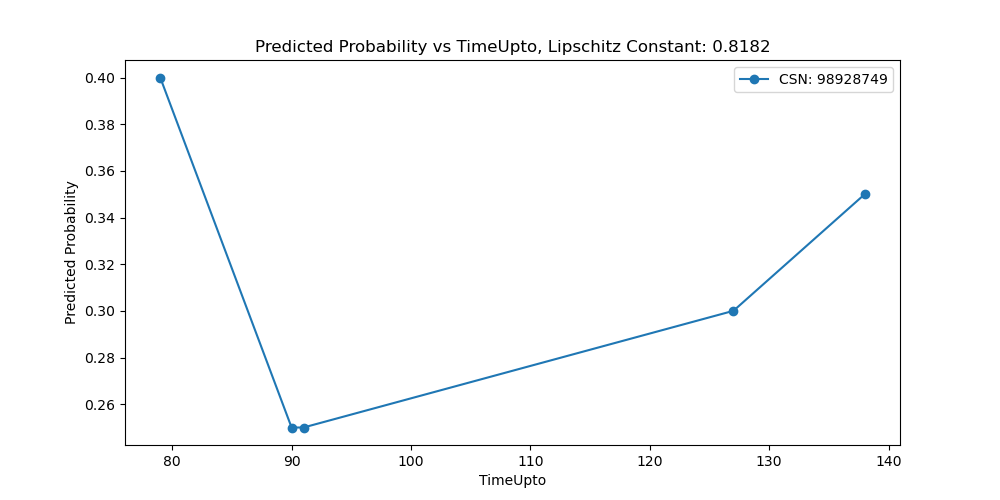 Predicted Probability vs TimeUpto, Lipschitz Constant: 0.8182
CSN: 98928749
Predicted Probability
0.40
0.38
0.36
0.34
0.32
0.30
0.28
0.26
80 90 100 110 120 130 140
TimeUpto